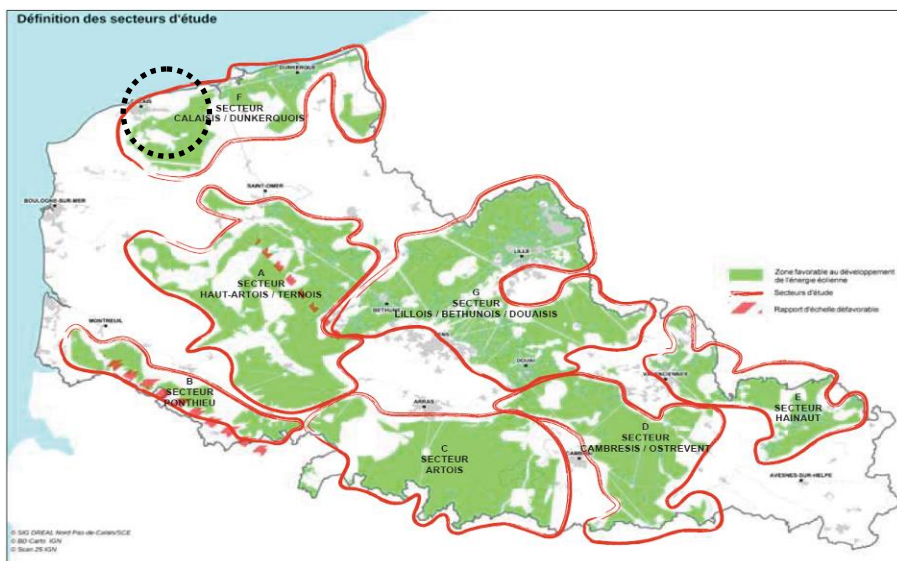 Définition des secteurs d'étude
DUNKERQUE
CALAIS
F
SECTEUR
CALAISIS / DUNKERQUOIS
SAINT-OMER
BOULOGNE-SUR-MER
LILLE
A
SECTEUR
HAUT-ARTOIS / TERNOIS
G
SECTEUR
LILLOIS / BETHUNOIS / DOUAISIS
BETHUNE
Zone favorable au développement
de l'énergie éolienne
Secteurs d'étude
Rapport d'échelle défavorable
MONTREUIL
LENS
DOUAI
VALENCIENNES
B
SECTEUR
PONTHIEU
ARRAS
E
SECTEUR
HAINAUT
C
SECTEUR
ARTOIS
D
SECTEUR
CAMBRESIS / OSTREVENT
CAMBRAI
AVESNES-SUR-HELPE
© SIG DREAL Nord Pas-de-Calais/SCE
© BD Carto IGN
© Scan 25 IGN